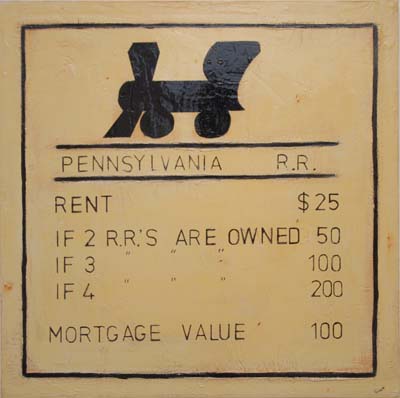 PENNSYLVANIA R.R.
RENT $25
IF 2 R.R.'S ARE OWNED 50
IF 3 " " " 100
IF 4 " " " 200
MORTGAGE VALUE 100